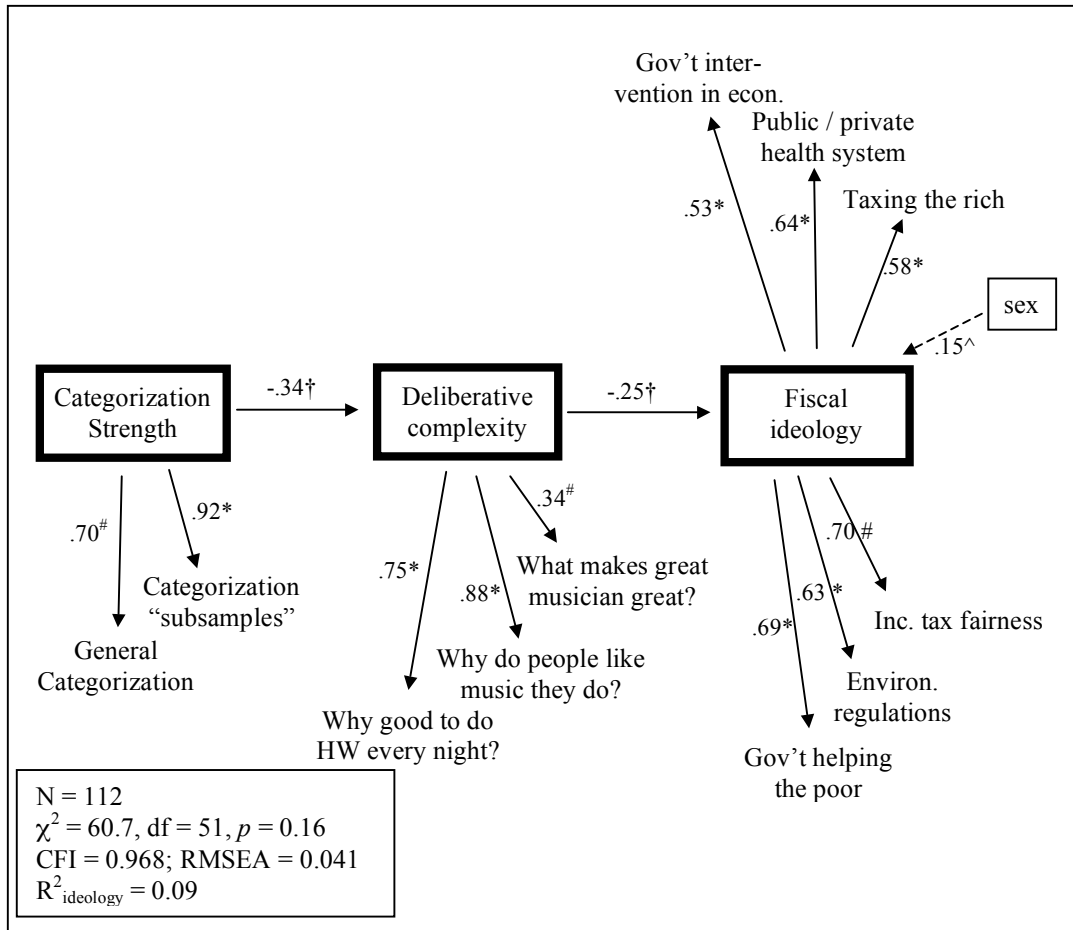 Gov’t inter-
vention in econ.
Public / private
health system
Taxing the rich
.53*
.64*
.58*
sex
.15^
Categorization
Strength
-.34†
Deliberative
complexity
-.25†
Fiscal
ideology
.70#
.92*
.34#
.75*
.88*
.70 #
.63 *
.69*
Categorization
“subsamples”
General
Categorization
What makes great
musician great?
Why do people like
music they do?
Why good to do
HW every night?
Inc. tax fairness
Environ.
regulations
Gov’t helping
the poor
N = 112
χ2 = 60.7, df = 51, p = 0.16
CFI = 0.968; RMSEA = 0.041
R2ideology = 0.09